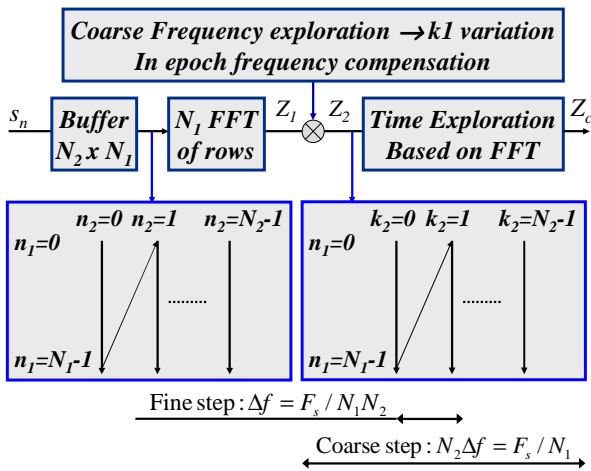 Coarse Frequency exploration → k1 variation
In epoch frequency compensation
s_n
Buffer
N_2 x N_1
N_1 FFT
of rows
Z_1
⊗
Z_2
Time Exploration
Based on FFT
Z_c
n_2=0 n_2=1 n_2=N_2-1
n_1=0
.........
n_1=N_1-1
k_2=0 k_2=1 k_2=N_2-1
n_1=0
.........
n_1=N_1-1
Fine step : Δf = F_s / N_1N_2
Coarse step : N_2Δf = F_s / N_1